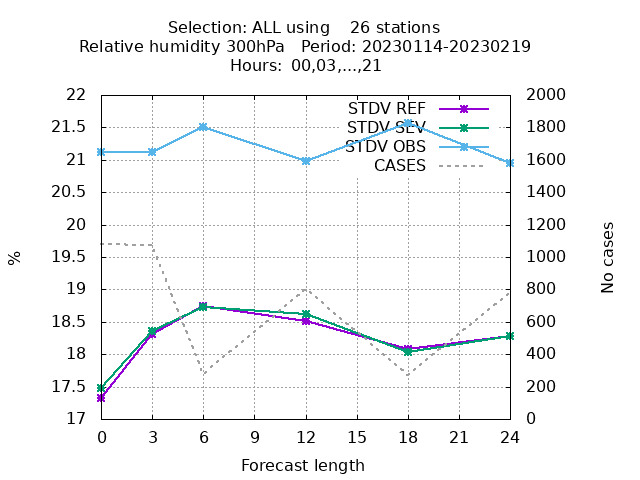 Selection: ALL using    26 stations
Relative humidity 300hPa   Period: 20230114-20230219
Hours:  00,03,...,21
STDV REF
STDV SEV
STDV OBS
CASES
%
22
21.5
21
20.5
20
19.5
19
18.5
18
17.5
17
2000
1800
1600
1400
1200
1000
800
600
400
200
0
No cases
0 3 6 9 12 15 18 21 24
Forecast length